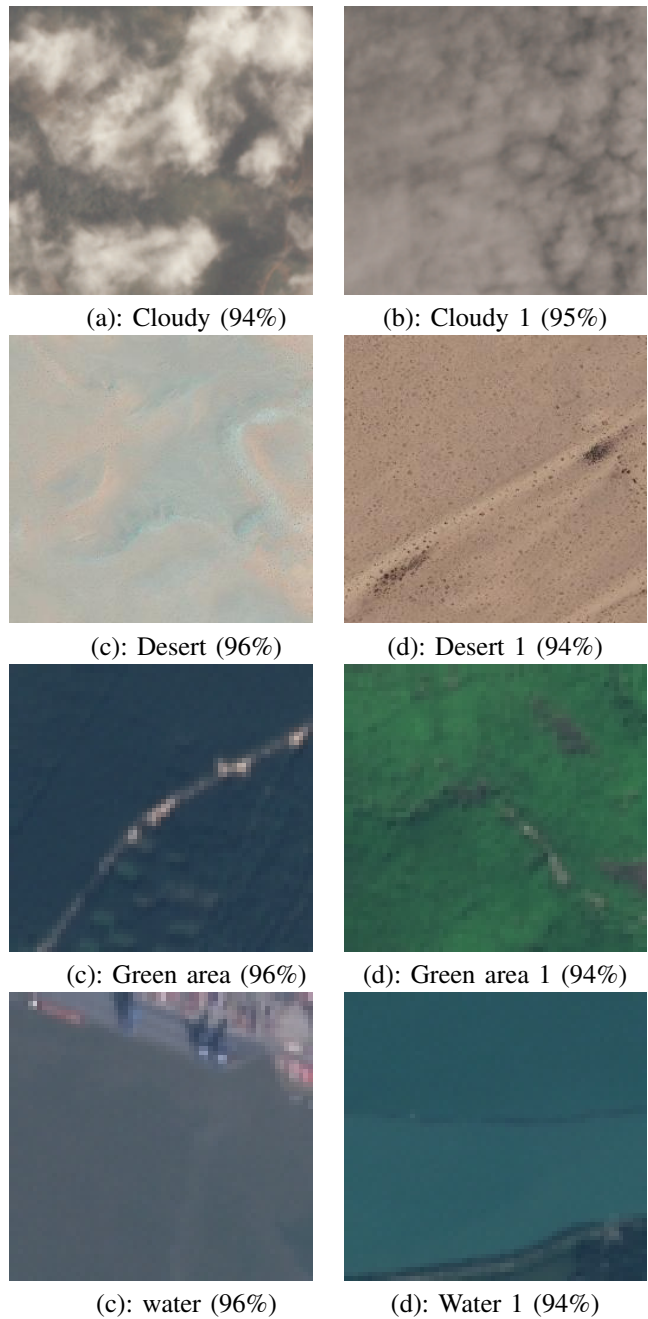 (a): Cloudy (94%)
(b): Cloudy 1 (95%)
(c): Desert (96%)
(d): Desert 1 (94%)
(c): Green area (96%)
(d): Green area 1 (94%)
(c): water (96%)
(d): Water 1 (94%)